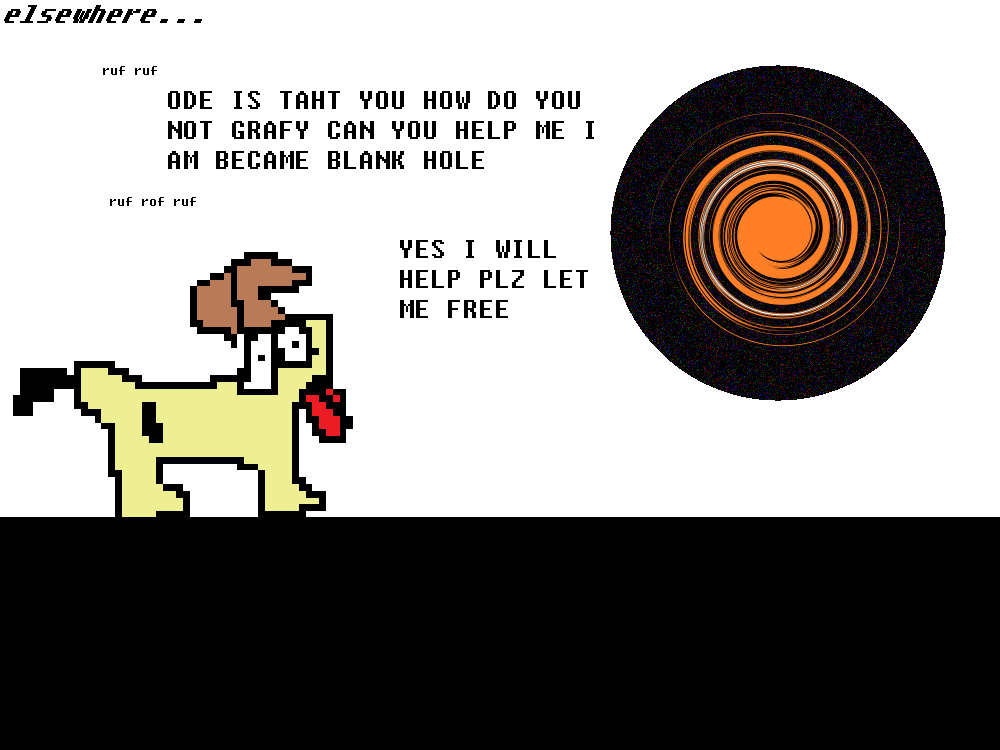 elsewhere...
ruf ruf
ODE IS TAHT YOU HOW DO YOU
NOT GRAFY CAN YOU HELP ME I
AM BECAME BLANK HOLE
ruf rof ruf
YES I WILL
HELP PLZ LET
ME FREE